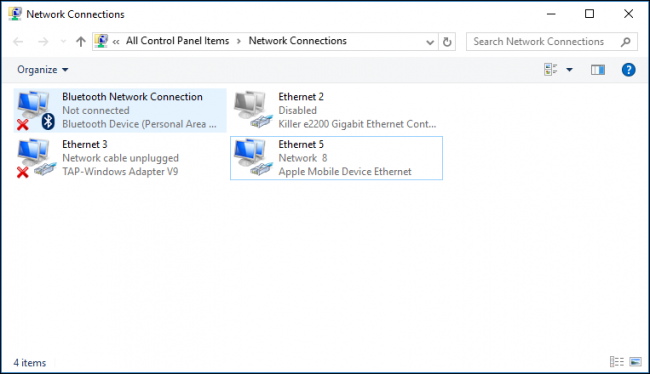 Network Connections
« All Control Panel Items > Network Connections
Search Network Connections
Organize
Bluetooth Network Connection
Not connected
Bluetooth Device (Personal Area ...
Ethernet 2
Disabled
Killer e2200 Gigabit Ethernet Cont...
Ethernet 3
Network cable unplugged
TAP-Windows Adapter V9
Ethernet 5
Network 8
Apple Mobile Device Ethernet
4 items